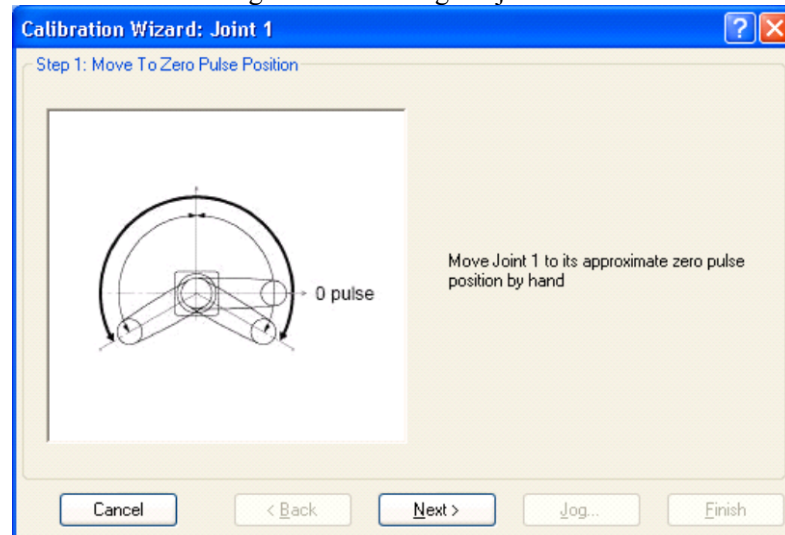 Calibration Wizard: Joint 1
Step 1: Move To Zero Pulse Position
0 pulse
Move Joint 1 to its approximate zero pulse
position by hand
Cancel
< Back
Next >
Jog...
Finish